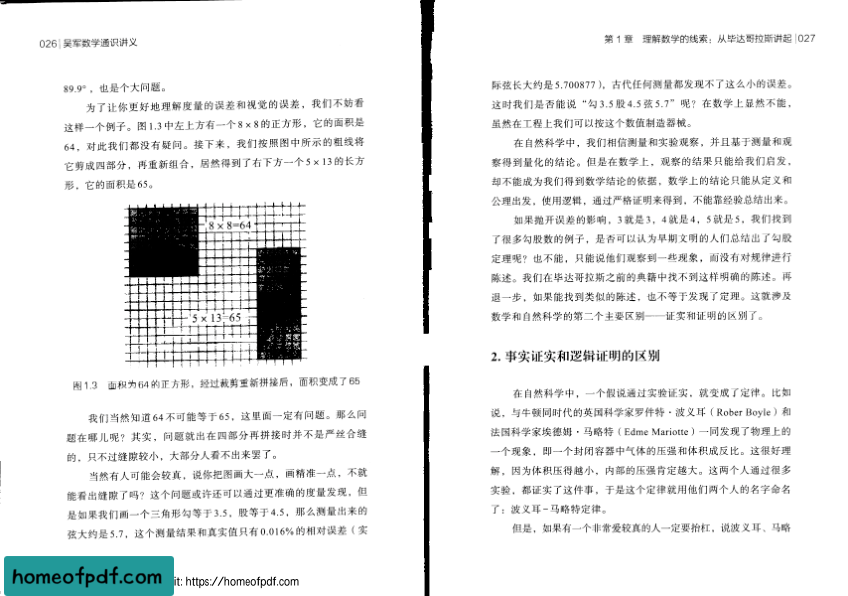 026|吴军数学通识讲义
89.9°，也是个大问题。
为了让你更好地理解度量的误差和视觉的误差，我们不妨看
这样一个例子。图1.3中左上方有一个8×8的正方形，它的面积是
64，对此我们都没有疑问。接下来，我们按照图中所示的粗线将
它剪成四部分，再重新组合，居然得到了右下方一个5×13的长方
形，它的面积是65。
8×8=64
5×13=65
图1.3 面积为64的正方形，经过裁剪重新拼接后，面积变成了65
我们当然知道64不可能等于65，这里面一定有问题。那么问
题在哪儿呢？其实，问题就出在四部分再拼接时并不是严丝合缝
的，只不过缝隙较小，大部分人看不出来罢了。
当然有人可能会较真，说你把图画大一点，画精准一点，不就
能看出缝隙了吗？这个问题或许还可以通过更准确的度量发现，但
是如果我们画一个三角形勾等于3.5，股等于4.5，那么测量出来的
弦大约是5.7，这个测量结果和真实值只有0.016%的相对误差（实
homeofpdf.com
it: https://homeofpdf.com
第1章 理解数学的线索：从毕达哥拉斯讲起|027
际弦长大约是5.700877），古代任何测量都发现不了这么小的误差。
这时我们是否能说“勾3.5股4.5弦5.7”呢？在数学上显然不能，
虽然在工程上我们可以按这个数值制造器械。
在自然科学中，我们相信测量和实验观察，并且基于测量和观
察得到量化的结论。但是在数学上，观察的结果只能给我们启发，
却不能成为我们得到数学结论的依据，数学上的结论只能从定义和
公理出发，使用逻辑，通过严格证明来得到，不能靠经验总结出来。
如果抛开误差的影响，3就是3，4就是4，5就是5，我们找到
了很多勾股数的例子，是否可以认为早期文明的人们总结出了勾股
定理呢？也不能，只能说他们观察到一些现象，而没有对规律进行
陈述。我们在毕达哥拉斯之前的典籍中找不到这样明确的陈述。再
退一步，如果能找到类似的陈述，也不等于发现了定理。这就涉及
数学和自然科学的第二个主要区别——证实和证明的区别了。
2. 事实证实和逻辑证明的区别
在自然科学中，一个假说通过实验证实，就变成了定律。比如
说，与牛顿同时代的英国科学家罗伯特·波义耳（Rober Boyle）和
法国科学家埃德姆·马略特（Edme Mariotte）一同发现了物理上的
一个现象，即一个封闭容器中气体的压强和体积成反比。这很好理
解，因为体积压得越小，内部的压强肯定越大。这两个人通过很多
实验，都证实了这件事，于是这个定律就用他们两个人的名字命名
了：波义耳-马略特定律。
但是，如果有一个非常爱较真的人一定要抬杠，说波义耳、马略